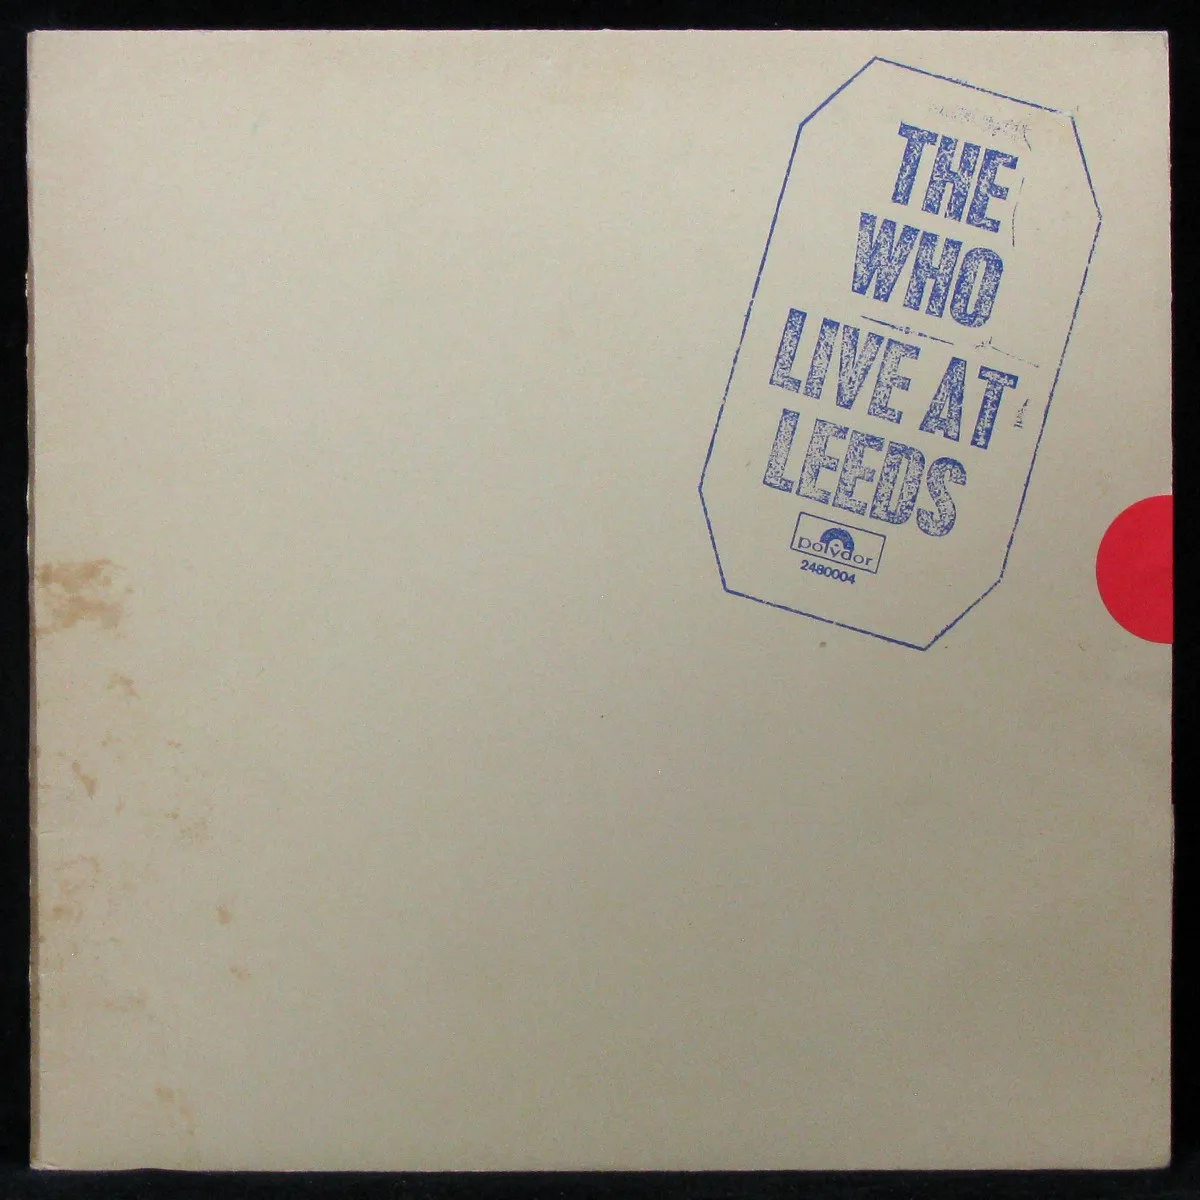 THE
WHO
LIVE AT
LEEDS
polydor
2480004